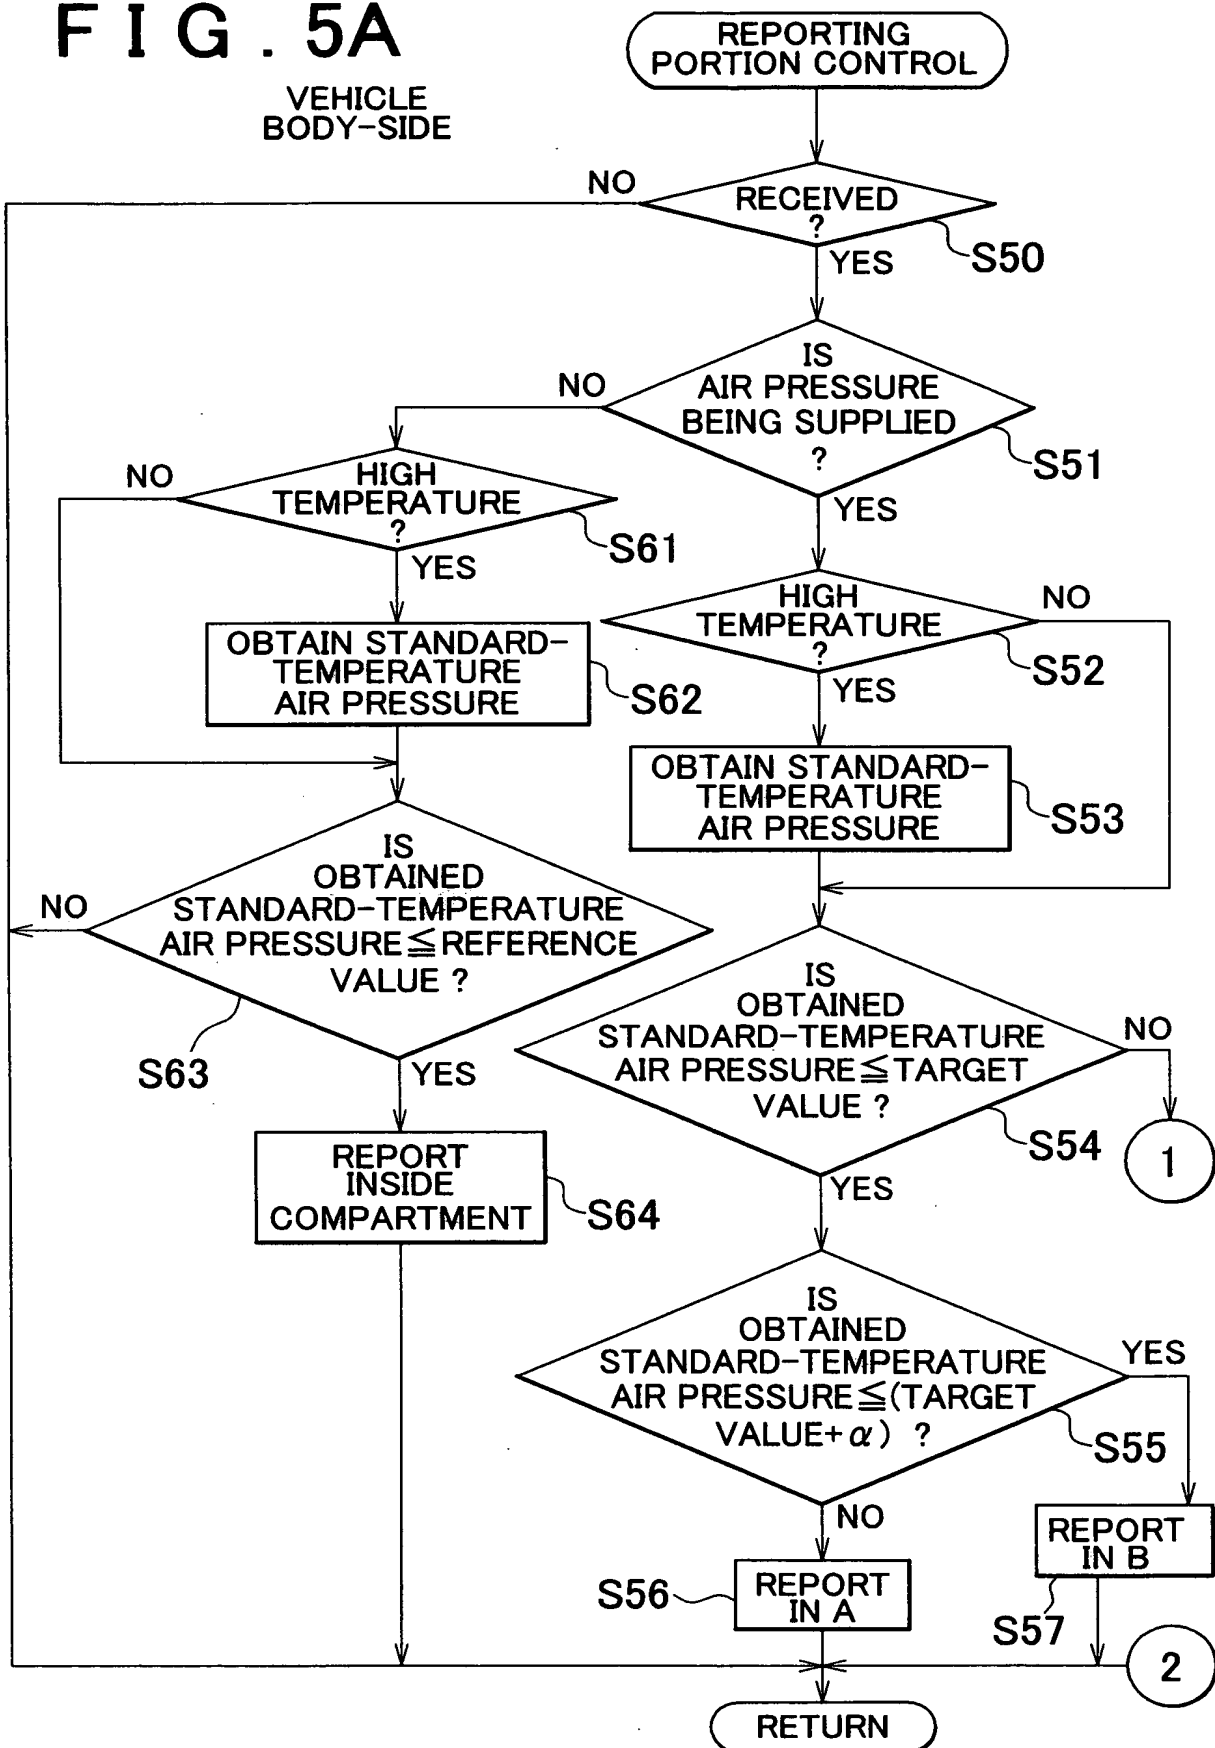 FIG. 5A
VEHICLE
BODY-SIDE
REPORTING
PORTION CONTROL
NO
RECEIVED
?
S50
YES
IS
AIR PRESSURE
BEING SUPPLIED
?
NO
S51
YES
NO
HIGH
TEMPERATURE
?
S61
YES
HIGH
TEMPERATURE
?
NO
S52
YES
OBTAIN STANDARD-
TEMPERATURE
AIR PRESSURE
S62
OBTAIN STANDARD-
TEMPERATURE
AIR PRESSURE
S53
IS
OBTAINED
STANDARD-TEMPERATURE
AIR PRESSURE≦REFERENCE
VALUE ?
NO
S63
YES
IS
OBTAINED
STANDARD-TEMPERATURE
AIR PRESSURE≦TARGET
VALUE ?
NO
S54
1
YES
REPORT
INSIDE
COMPARTMENT
S64
IS
OBTAINED
STANDARD-TEMPERATURE
AIR PRESSURE≦(TARGET
VALUE+α) ?
YES
S55
NO
REPORT
IN B
S57
S56
REPORT
IN A
2
RETURN